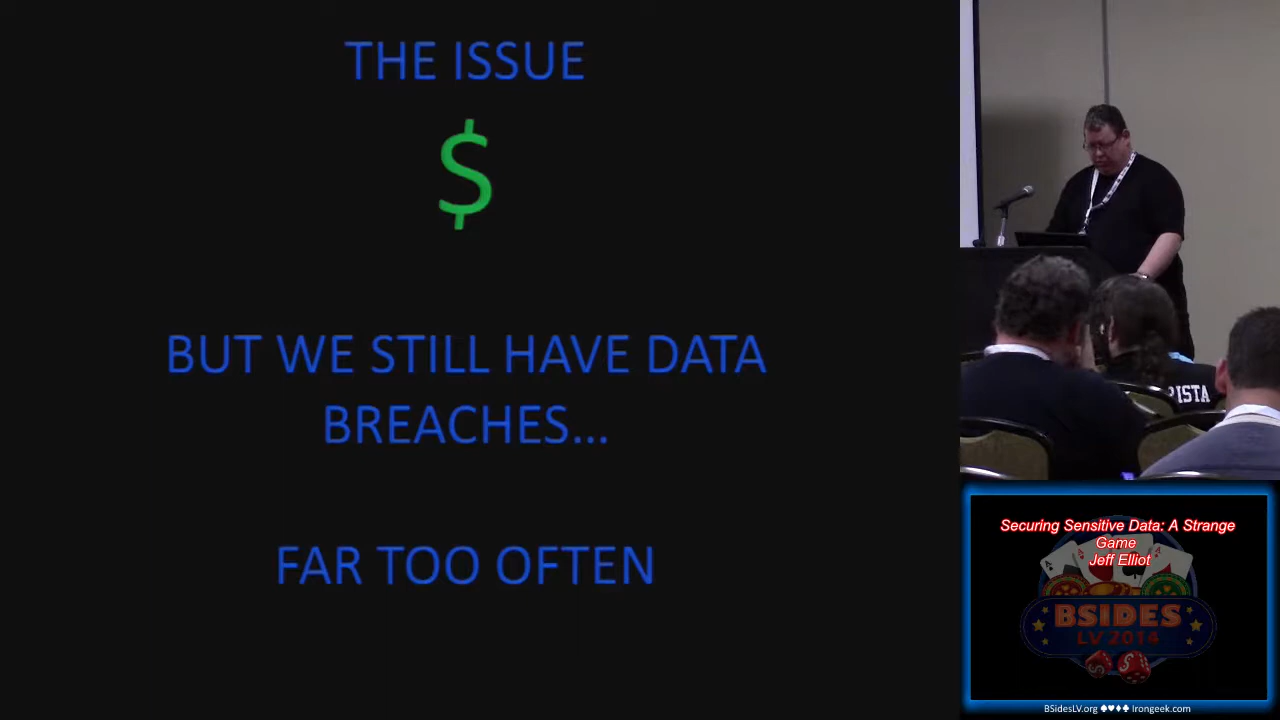 THE ISSUE
$
BUT WE STILL HAVE DATA
BREACHES...
FAR TOO OFTEN
RISTA
Securing Sensitive Data: A Strange
Game
Jeff Elliot
BSIDES
LV 2014
BSidesLV.org ♠♥♦♣ Irongeek.com